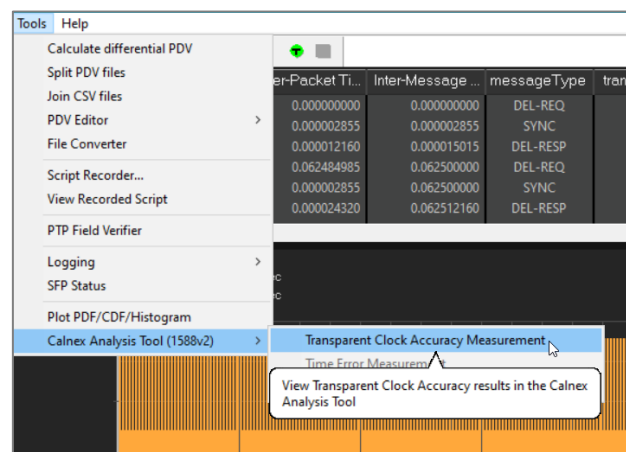 Tools Help
Calculate differential PDV
Split PDV files
er-Packet Ti... Inter-Message ... messageType tran
Join CSV files
0.000000000 0.000000000 DEL-REQ
PDV Editor >
0.000002855 0.000002855 SYNC
File Converter
0.000012160 0.000015015 DEL-RESP
0.062484985 0.062500000 DEL-REQ
Script Recorder...
0.000002855 0.062500000 SYNC
View Recorded Script
0.000024320 0.062512160 DEL-RESP
PTP Field Verifier
Logging >
SFP Status
Plot PDF/CDF/Histogram
Calnex Analysis Tool (1588v2) >
Transparent Clock Accuracy Measurement
Time Error Measurement
View Transparent Clock Accuracy results in the Calnex
Analysis Tool